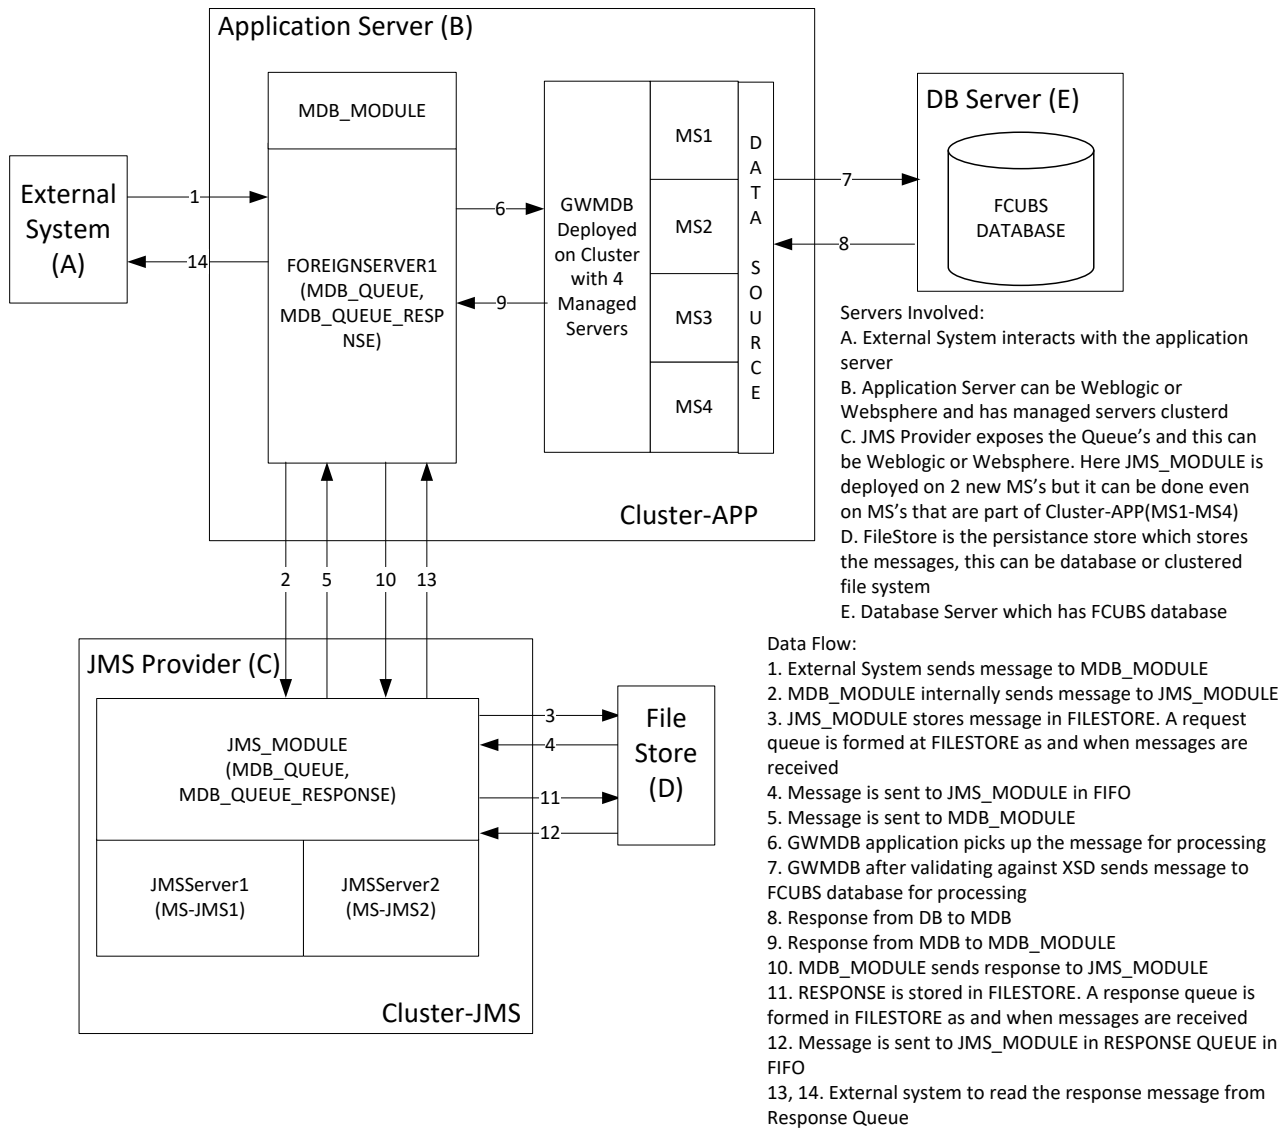 Application Server (B)
MDB_MODULE
External
System
(A)
1
14
FOREIGNSERVER1
(MDB_QUEUE,
MDB_QUEUE_RESP
NSE)
6
9
GWMDB
Deployed
on Cluster
with 4
Managed
Servers
MS1
MS2
MS3
MS4
D
A
T
A
S
O
U
R
C
E
Cluster-APP
7
8
DB Server (E)
FCUBS
DATABASE
Servers Involved:
A. External System interacts with the application
server
B. Application Server can be Weblogic or
Websphere and has managed servers clusterd
C. JMS Provider exposes the Queue’s and this can
be Weblogic or Websphere. Here JMS_MODULE is
deployed on 2 new MS’s but it can be done even
on MS’s that are part of Cluster-APP(MS1-MS4)
D. FileStore is the persistance store which stores
the messages, this can be database or clustered
file system
E. Database Server which has FCUBS database
2
5
10
13
JMS Provider (C)
JMS_MODULE
(MDB_QUEUE,
MDB_QUEUE_RESPONSE)
JMSServer1
(MS-JMS1)
JMSServer2
(MS-JMS2)
Cluster-JMS
3
4
11
12
File
Store
(D)
Data Flow:
1. External System sends message to MDB_MODULE
2. MDB_MODULE internally sends message to JMS_MODULE
3. JMS_MODULE stores message in FILESTORE. A request
queue is formed at FILESTORE as and when messages are
received
4. Message is sent to JMS_MODULE in FIFO
5. Message is sent to MDB_MODULE
6. GWMDB application picks up the message for processing
7. GWMDB after validating against XSD sends message to
FCUBS database for processing
8. Response from DB to MDB
9. Response from MDB to MDB_MODULE
10. MDB_MODULE sends response to JMS_MODULE
11. RESPONSE is stored in FILESTORE. A response queue is
formed in FILESTORE as and when messages are received
12. Message is sent to JMS_MODULE in RESPONSE QUEUE in
FIFO
13, 14. External system to read the response message from
Response Queue